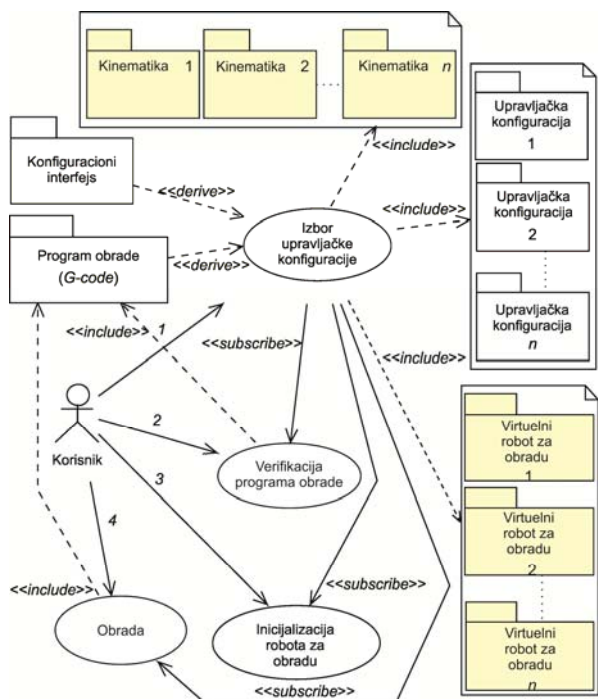 Kinematika 1
Kinematika 2
Kinematika n
Upravljačka
konfiguracija
1
Upravljačka
konfiguracija
2
Upravljačka
konfiguracija
n
Konfiguracioni
interfejs
<<include>>
<<derive>>
<<include>>
Izbor
upravljačke
konfiguracije
Program obrade
(G-code)
<<derive>>
<<include>>
1
<<subscribe>>
<<include>>
Korisnik
2
3
4
Verifikacija
programa obrade
Virtuelni
robot za
obradu
1
Virtuelni
robot za
obradu
2
Virtuelni
robot za
obradu
n
<<include>>
<<subscribe>>
Obrada
Inicijalizacija
robota za
obradu
<<subscribe>>